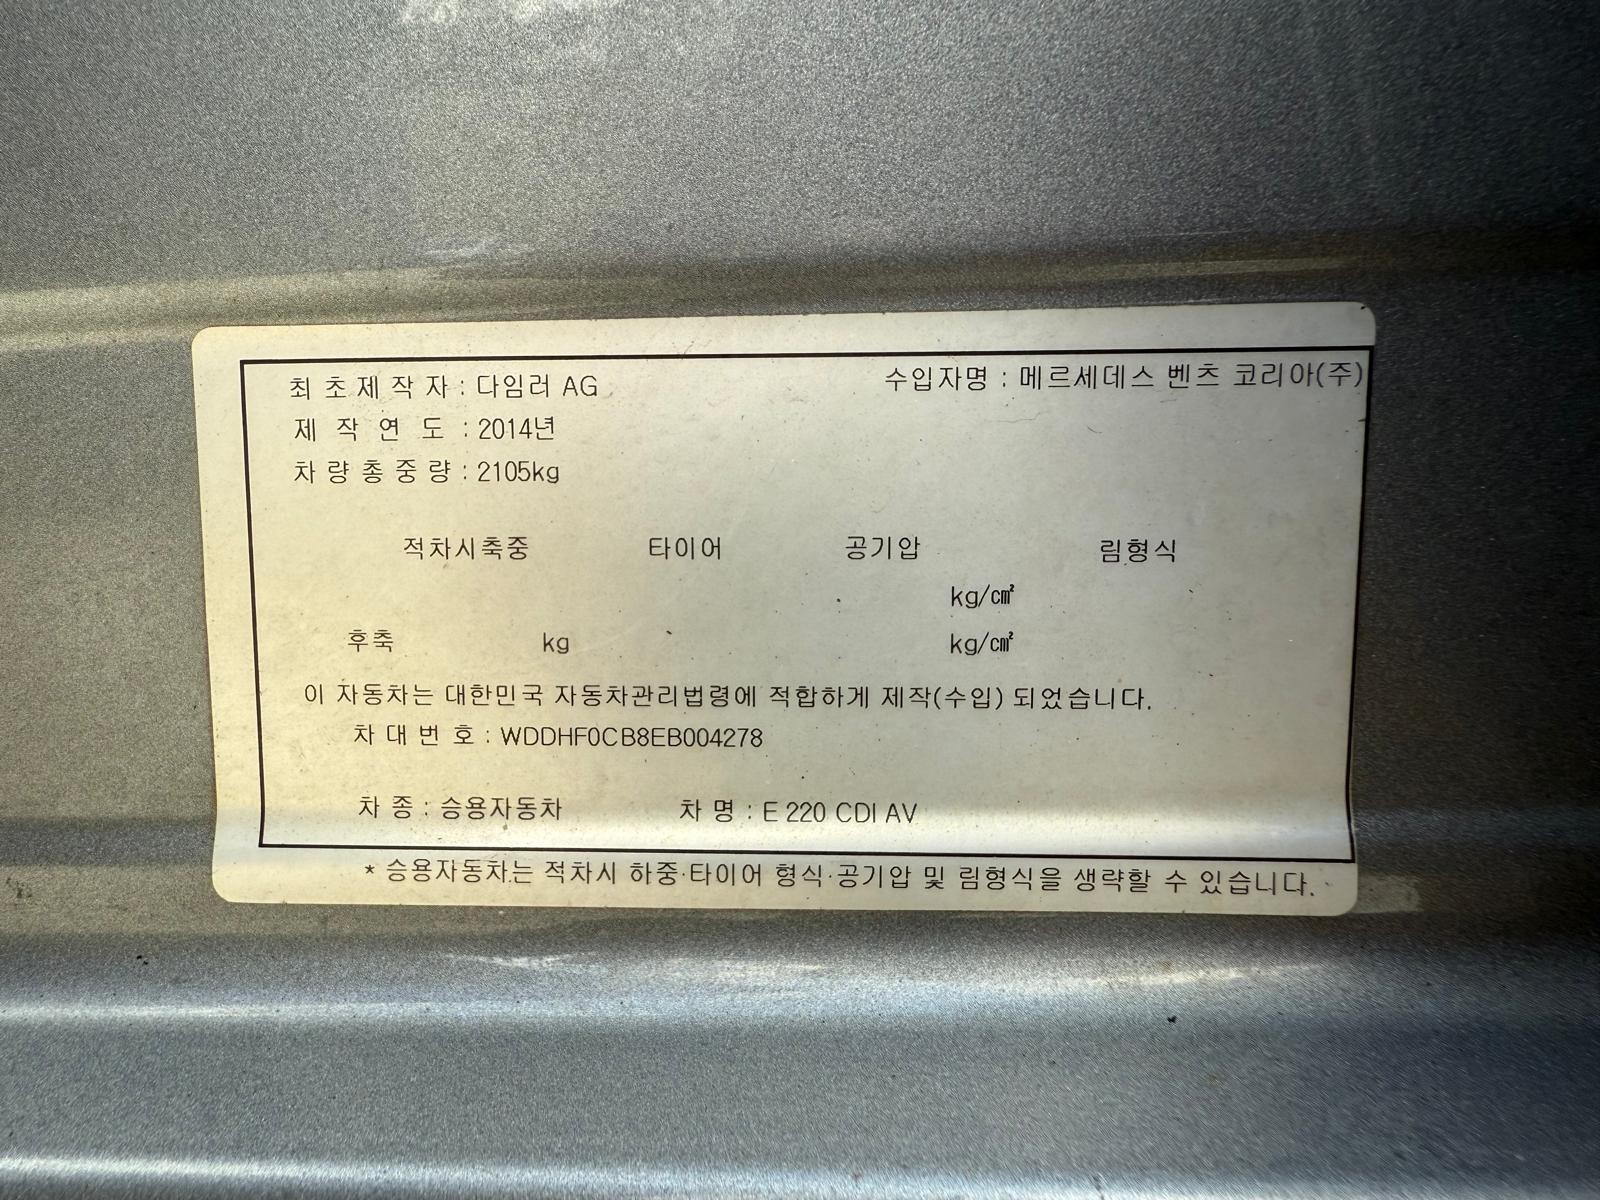 최초제작자 : 다임러 AG 수입자명 : 메르세데스 벤츠 코리아(주)
제작연도 : 2014년
차량총중량 : 2105kg
적차시축중 타이어 공기압 림형식
kg/㎠
후축 kg kg/㎠
이 자동차는 대한민국 자동차관리법령에 적합하게 제작(수입) 되었습니다.
차대번호 : WDDHF0CB8EB004278
차종 : 승용자동차 차명 : E 220 CDI AV
* 승용자동차는 적차시 하중·타이어 형식·공기압 및 림형식을 생략할 수 있습니다.